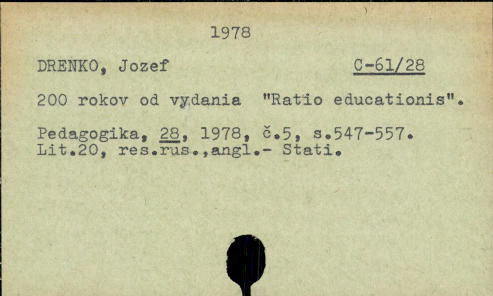 1978
DRENKO, Jozef C-61/28
200 rokov od vydania "Ratio educationis".
Pedagogika, 28, 1978, č.5, s.547-557.
Lit.20, res.rus.,angl.- Stati.